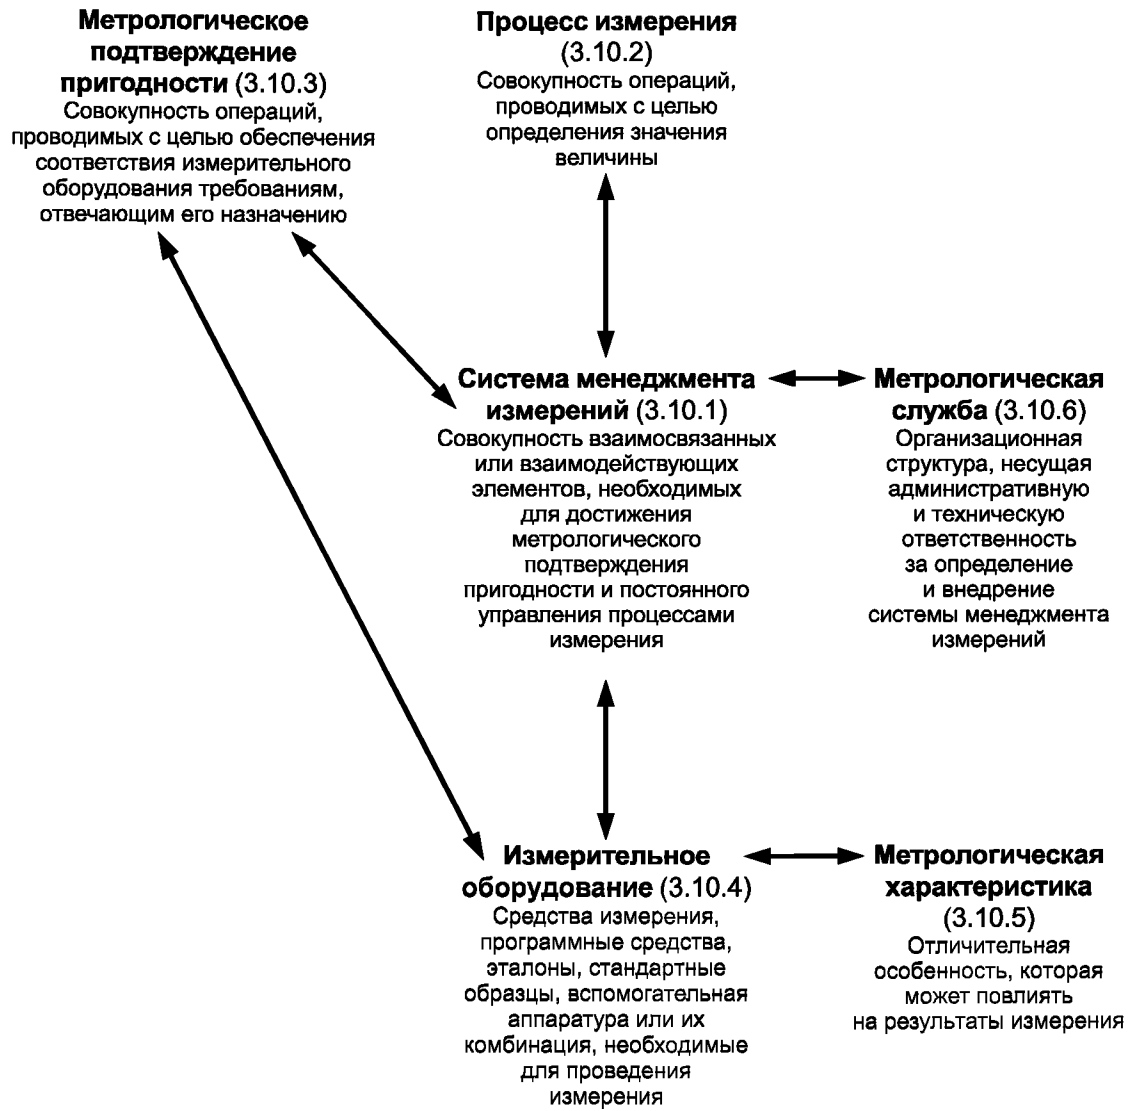 Метрологическое
подтверждение
пригодности (3.10.3)
Совокупность операций,
проводимых с целью обеспечения
соответствия измерительного
оборудования требованиям,
отвечающим его назначению
Процесс измерения
(3.10.2)
Совокупность операций,
проводимых с целью
определения значения
величины
Система менеджмента
измерений (3.10.1)
Совокупность взаимосвязанных
или взаимодействующих
элементов, необходимых
для достижения
метрологического
подтверждения
пригодности и постоянного
управления процессами
измерения
Метрологическая
служба (3.10.6)
Организационная
структура, несущая
административную
и техническую
ответственность
за определение
и внедрение
системы менеджмента
измерений
Измерительное
оборудование (3.10.4)
Средства измерения,
программные средства,
эталоны, стандартные
образцы, вспомогательная
аппаратура или их
комбинация, необходимые
для проведения
измерения
Метрологическая
характеристика
(3.10.5)
Отличительная
особенность, которая
может повлиять
на результаты измерения